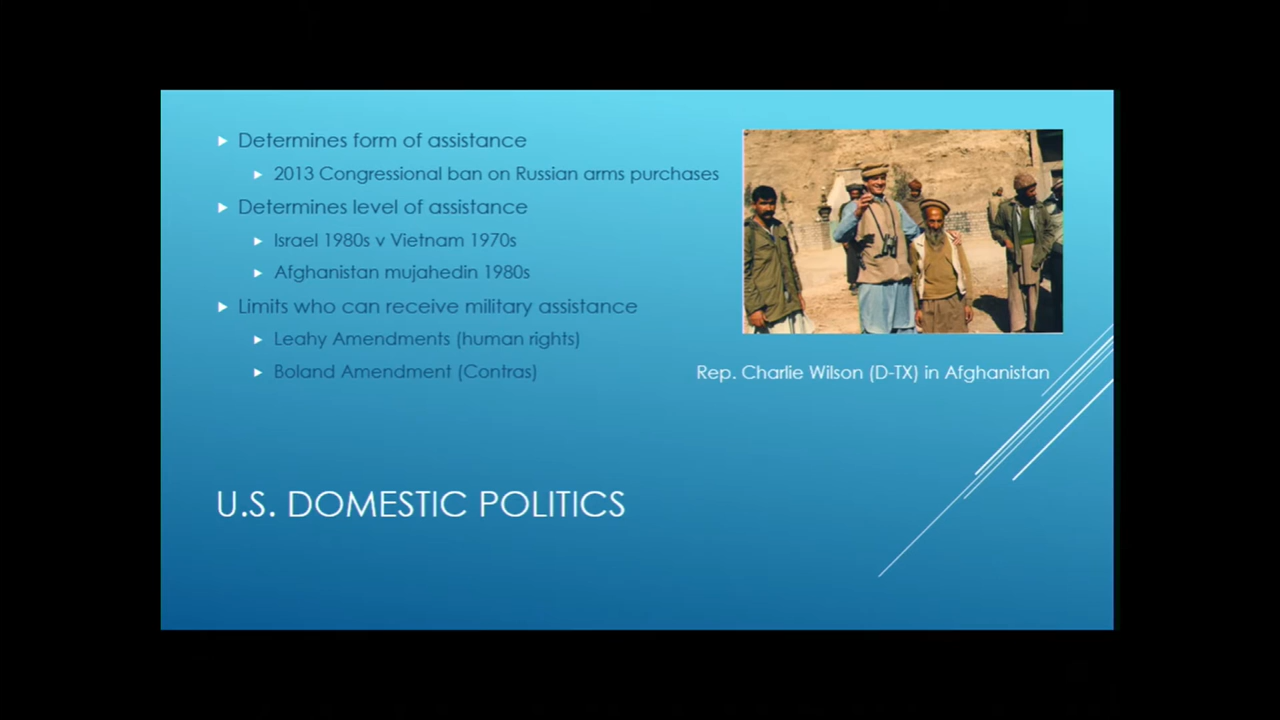 Determines form of assistance
2013 Congressional ban on Russian arms purchases
Determines level of assistance
Israel 1980s v Vietnam 1970s
Afghanistan mujahedin 1980s
Limits who can receive military assistance
Leahy Amendments (human rights)
Boland Amendment (Contras)
Rep. Charlie Wilson (D-TX) in Afghanistan
U.S. DOMESTIC POLITICS